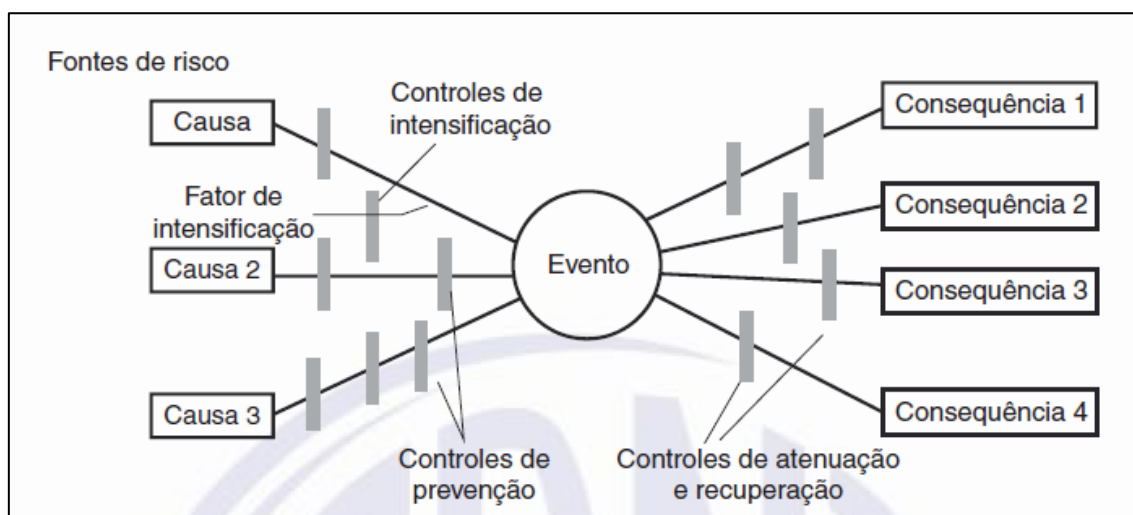 Fontes de risco
Causa
Controles de
intensificação
Fator de
intensificação
Causa 2
Causa 3
Evento
Controles de
prevenção
Consequência 1
Consequência 2
Consequência 3
Consequência 4
Controles de atenuação
e recuperação